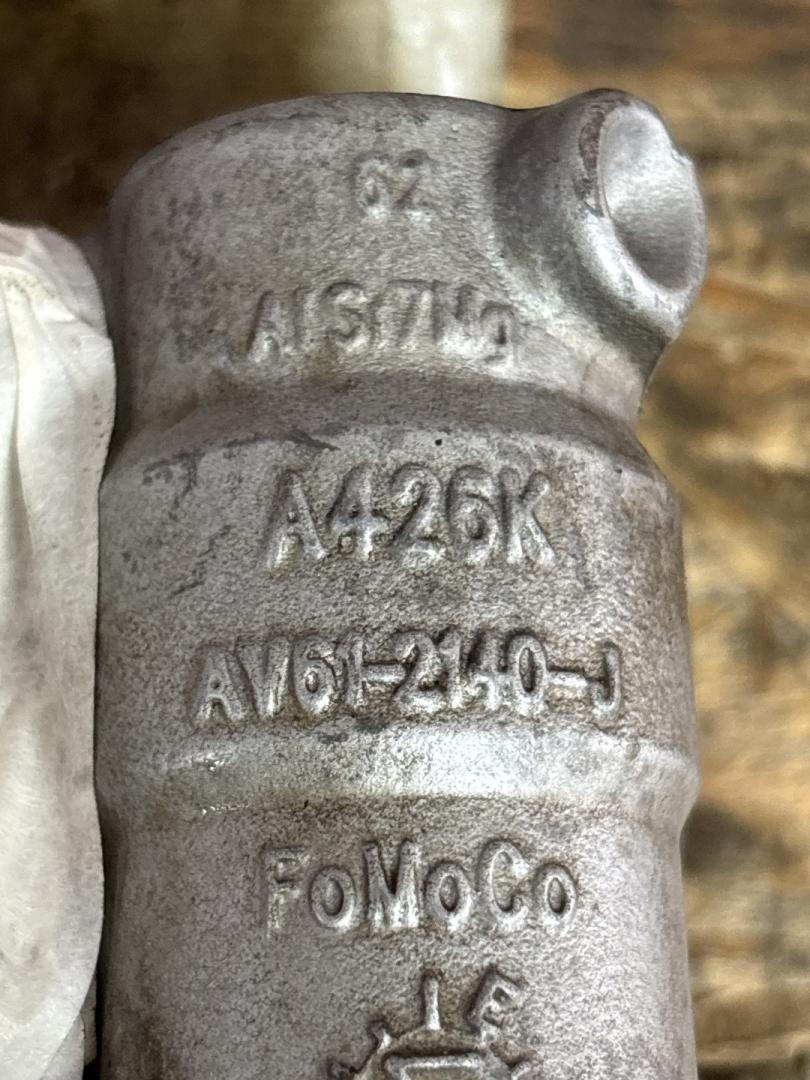 62
AlSi7Mg
A426K
AV61-2140-J
FoMoCo